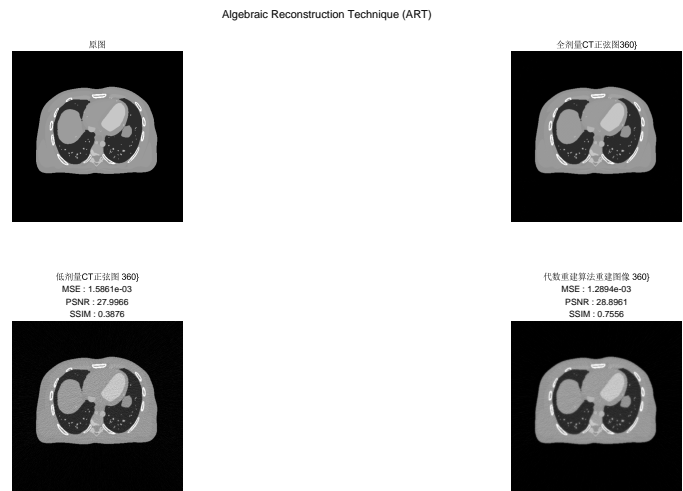 Algebraic Reconstruction Technique (ART)
原图
全剂量CT正弦图360}
低剂量CT正弦图 360}
MSE : 1.5861e-03
PSNR : 27.9966
SSIM : 0.3876
代数重建算法重建图像 360}
MSE : 1.2894e-03
PSNR : 28.8961
SSIM : 0.7556